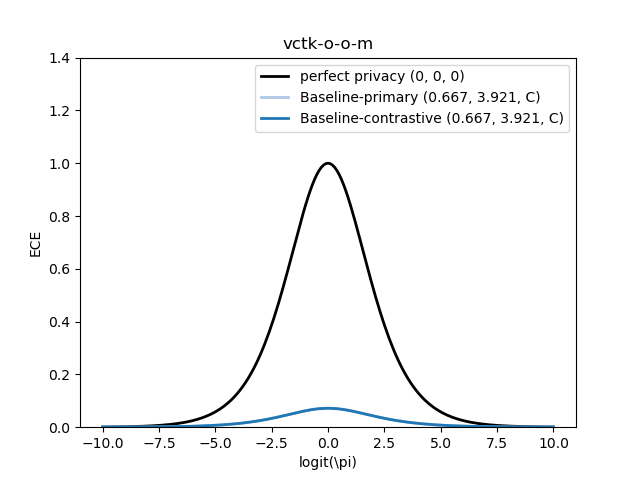 vctk-o-o-m
perfect privacy (0, 0, 0)
Baseline-primary (0.667, 3.921, C)
Baseline-contrastive (0.667, 3.921, C)
ECE
1.4
1.2
1.0
0.8
0.6
0.4
0.2
0.0
−10.0 −7.5 −5.0 −2.5 0.0 2.5 5.0 7.5 10.0
logit(\pi)